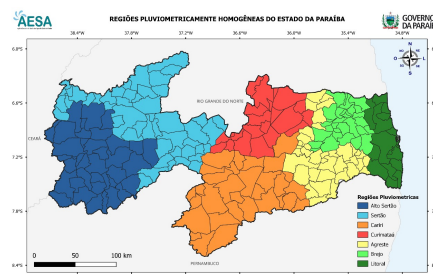 AESA
REGIÕES PLUVIOMETRICAMENTE HOMOGÊNEAS DO ESTADO DA PARAÍBA
GOVERNO
DA PARAÍB
38.4°W
37.8°W
37.2°W
36.6°W
36.0°W
35.4°W
34.8°W
6.0°S
6.6°S
7.2°S
7.8°S
8.4°S
N
O
L
S
RIO GRANDE DO NORTE
CEARÁ
PERNAMBUCO
Regiões Pluviometricas
Alto Sertão
Sertão
Cariri
Curimataú
Agreste
Brejo
Litoral
0 50 100 km